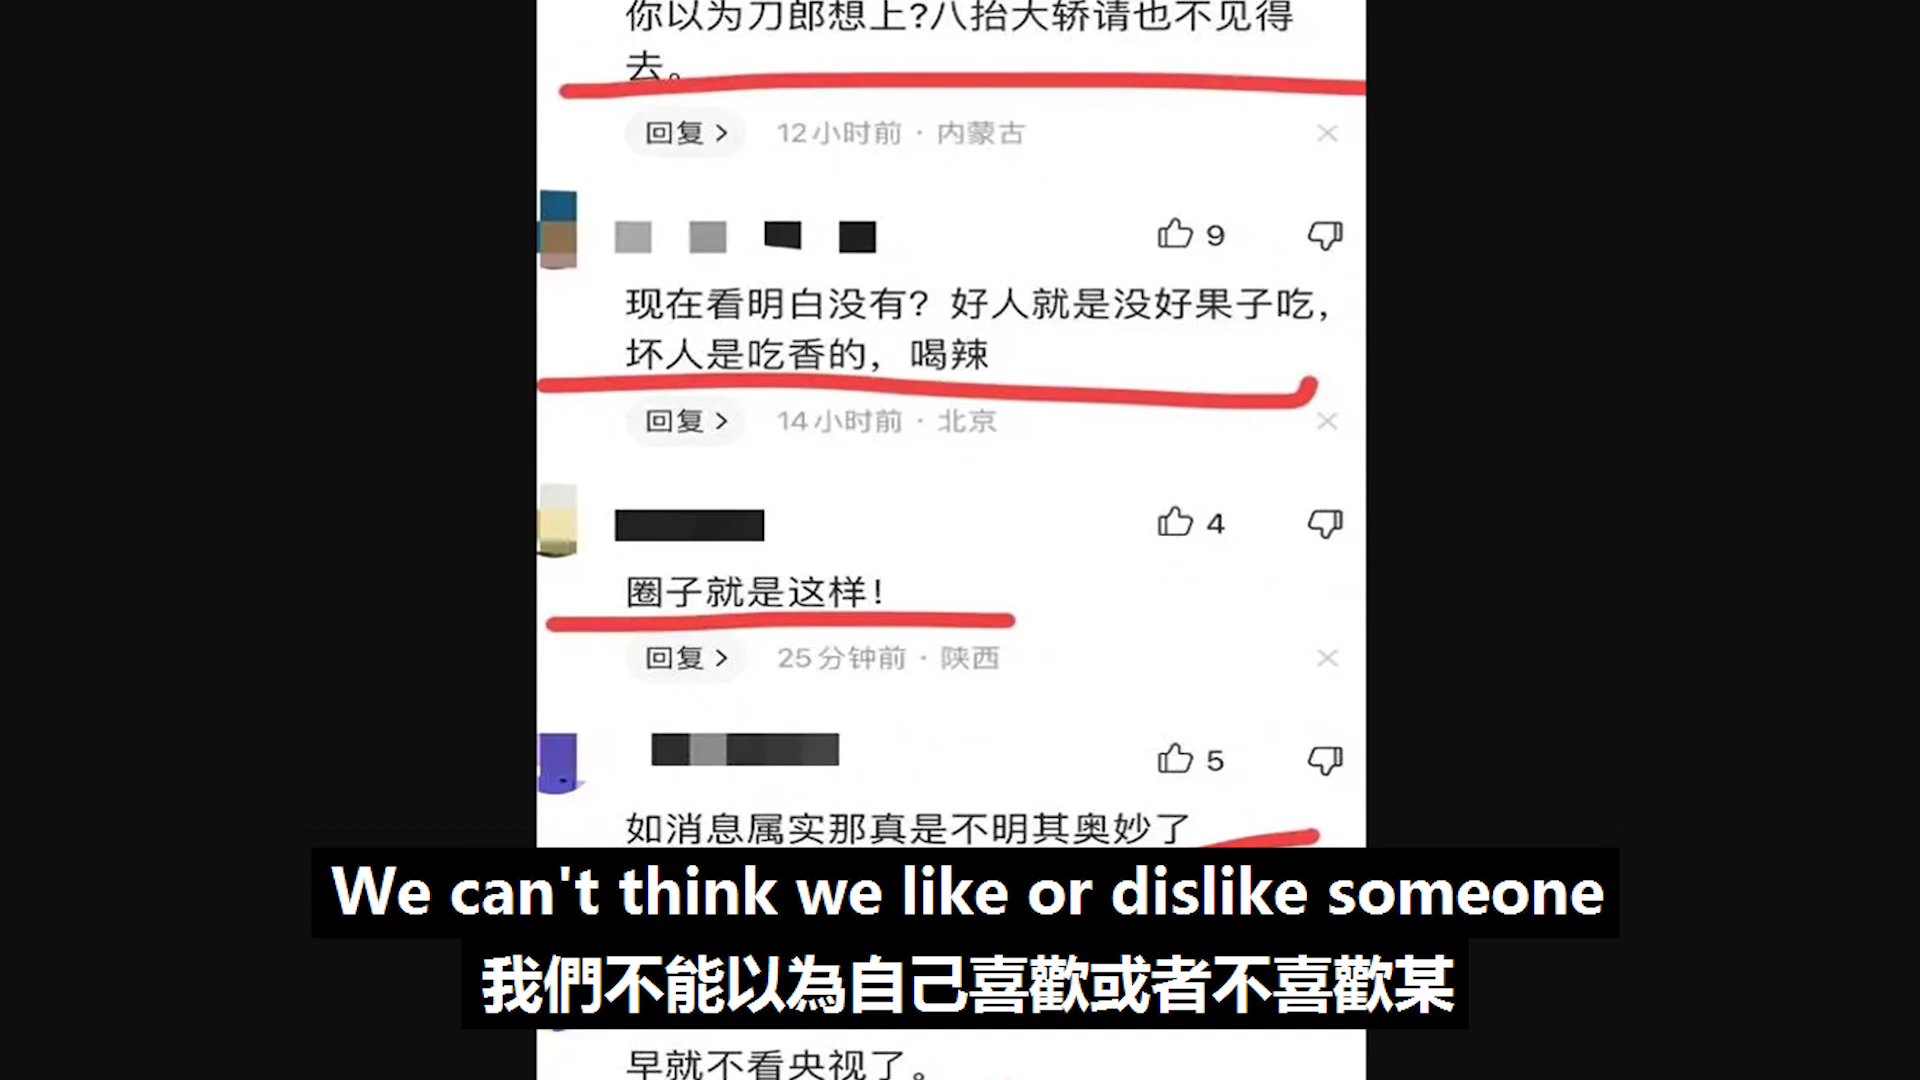 你以为刀郎想上?八抬大轿请也不见得
去。
回复 > 12小时前 · 内蒙古 ×
9
现在看明白没有？好人就是没好果子吃，
坏人是吃香的，喝辣
回复 > 14小时前 · 北京 ×
4
圈子就是这样！
回复 > 25分钟前 · 陕西 ×
5
如消息属实那真是不明其奥妙了
We can't think we like or dislike someone
我們不能以為自己喜歡或者不喜歡某
早就不看央视了。